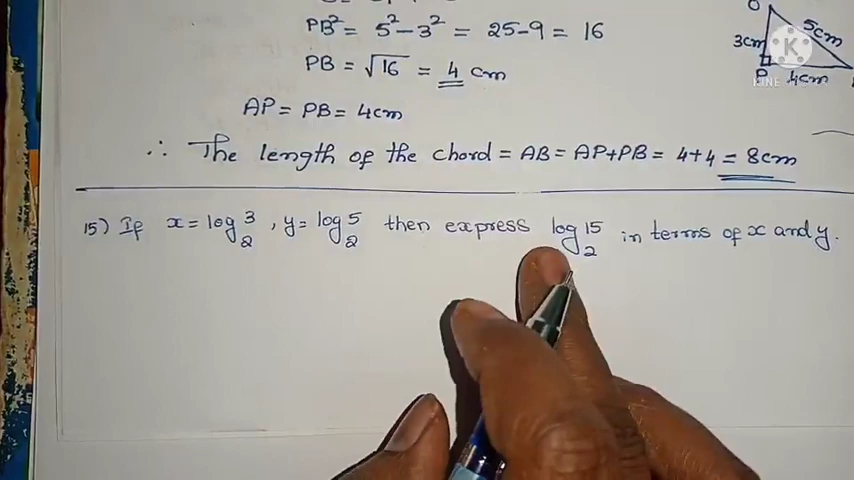 PB² = 5² - 3² = 25 - 9 = 16
O
5cm
3cm
PB = √16 = 4 cm
P 4cm
K
KINE MASTER
AP = PB = 4cm
∴ The length of the chord = AB = AP+PB = 4+4 = 8cm
15) If x = log₂3 , y = log₂5 then express log₂15 in terms of x and y.